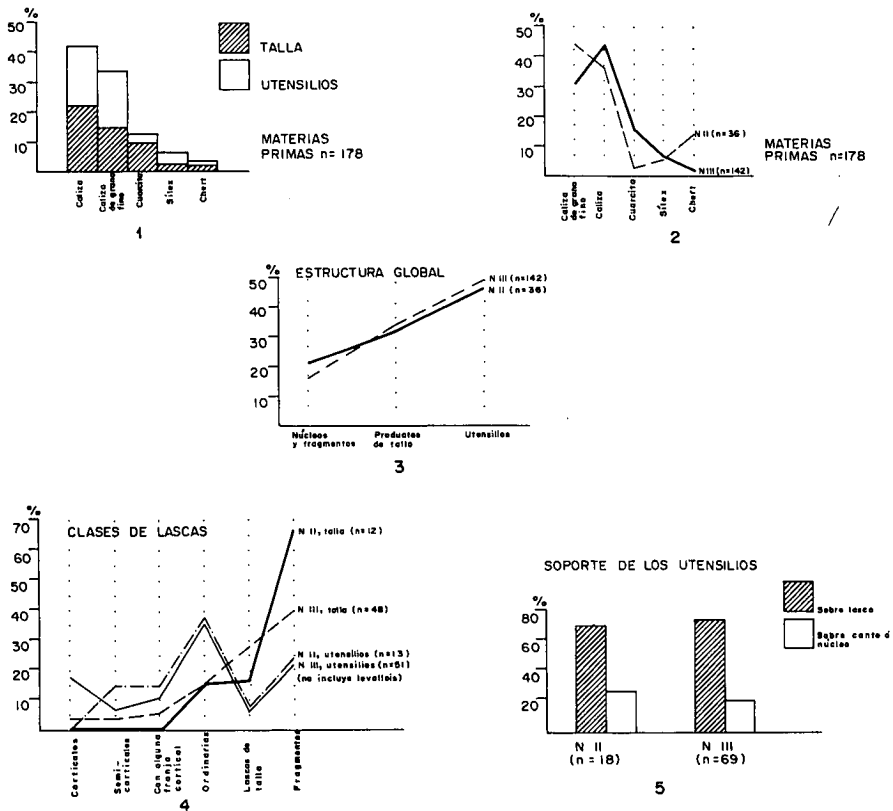 %
50
40
30
20
10
TALLA
UTENSILIOS
MATERIAS
PRIMAS n= 178
Caliza
Caliza
de grano
fino
Cuarcita
Sílex
Chert
1
%
50
40
30
20
10
N II (n=36)
N III (n=142)
MATERIAS
PRIMAS n=178
Caliza
de grano
fino
Caliza
Cuarcita
Sílex
Chert
2
%
ESTRUCTURA GLOBAL
50
40
30
20
10
N III (n=142)
N II (n=36)
Núcleos
y fragmentos
Productos
de talla
Utensilios
3
%
CLASES DE LASCAS
70
60
50
40
30
20
10
N II, talla (n=12)
N III, talla (n=48)
N II, utensilios (n=13)
N III, utensilios (n=51)
(no incluye levallois)
Corticales
Semi-
corticales
Con alguna
franja
cortical
Ordinarias
Lascas de
talla
Fragmentos
4
SOPORTE DE LOS UTENSILIOS
%
80
60
40
20
Sobre lasca
Sobre canto ó
núcleo
N II
(n=18)
N III
(n=69)
5